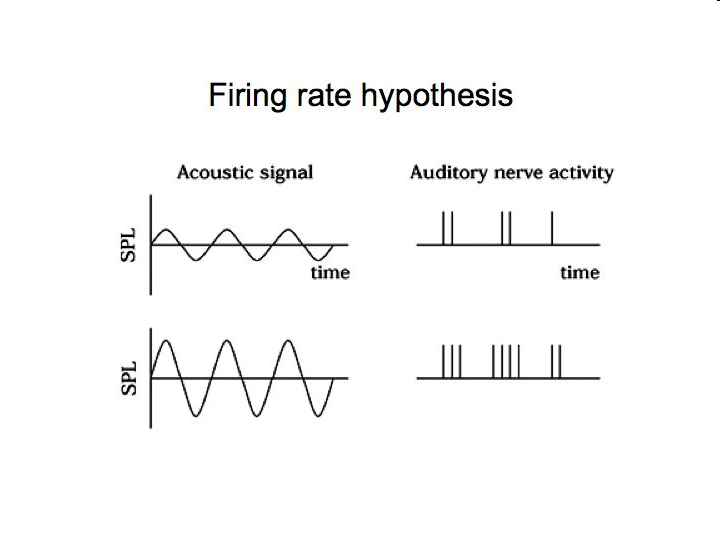 Firing rate hypothesis
Acoustic signal
Auditory nerve activity
SPL
time
time
SPL